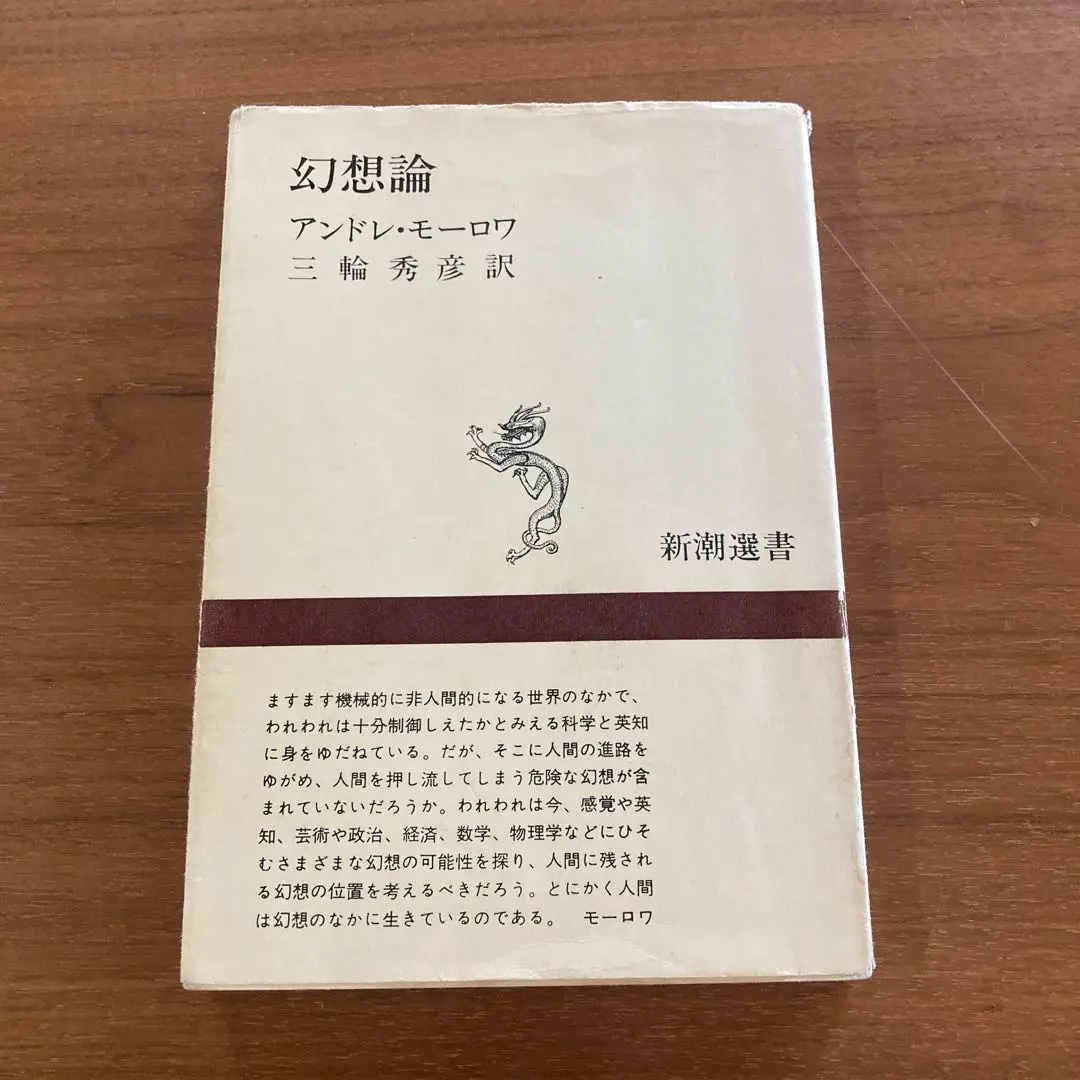 幻想論
アンドレ・モーロワ
三輪秀彦訳
新潮選書
ますます機械的に非人間的になる世界のなかで、
われわれは十分制御しえたかとみえる科学と英知
に身をゆだねている。だが、そこに人間の進路を
ゆがめ、人間を押し流してしまう危険な幻想が含
まれていないだろうか。われわれは今、感覚や英
知、芸術や政治、経済、数学、物理学などにひそ
むさまざまな幻想の可能性を探り、人間に残され
る幻想の位置を考えるべきだろう。とにかく人間
は幻想のなかに生きているのである。 モーロワ